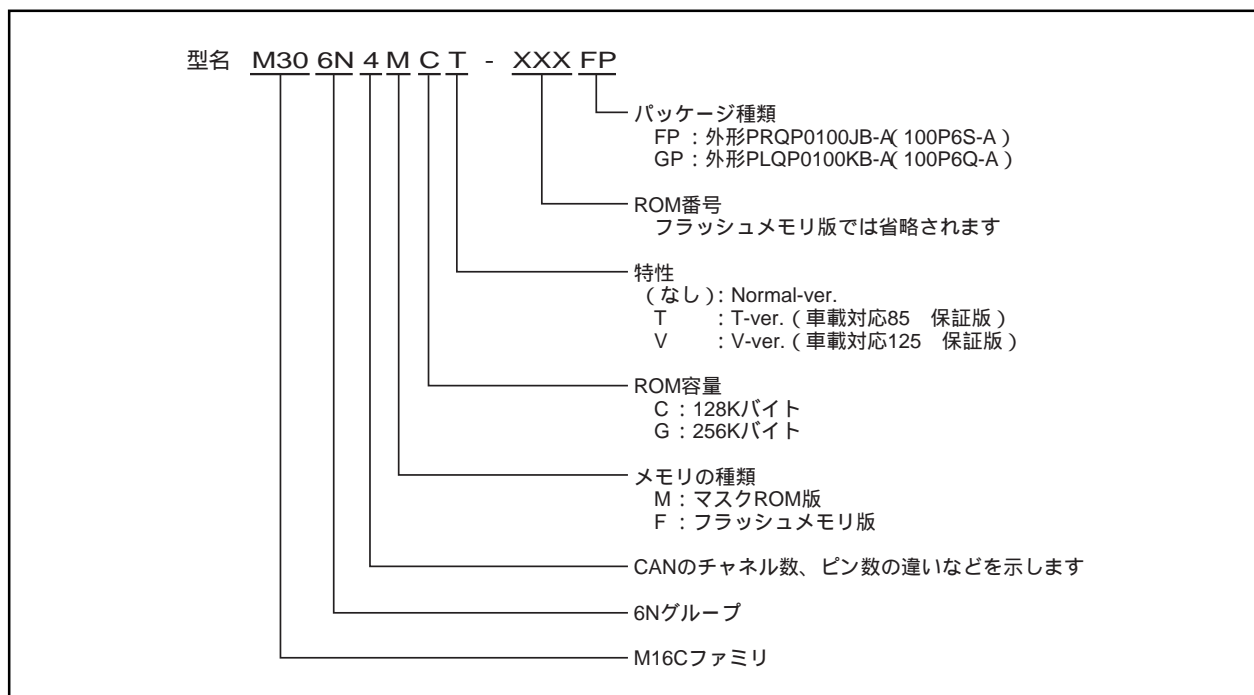 型名 M30 6N 4 M C T - XXX FP
パッケージ種類
FP : 外形PRQP0100JB-A( 100P6S-A )
GP : 外形PLQP0100KB-A( 100P6Q-A )
ROM番号
フラッシュメモリ版では省略されます
特性
( なし ): Normal-ver.
T : T-ver. ( 車載対応85 保証版 )
V : V-ver. ( 車載対応125 保証版 )
ROM容量
C : 128Kバイト
G : 256Kバイト
メモリの種類
M : マスクROM版
F : フラッシュメモリ版
CANのチャネル数、ピン数の違いなどを示します
6Nグループ
M16Cファミリ